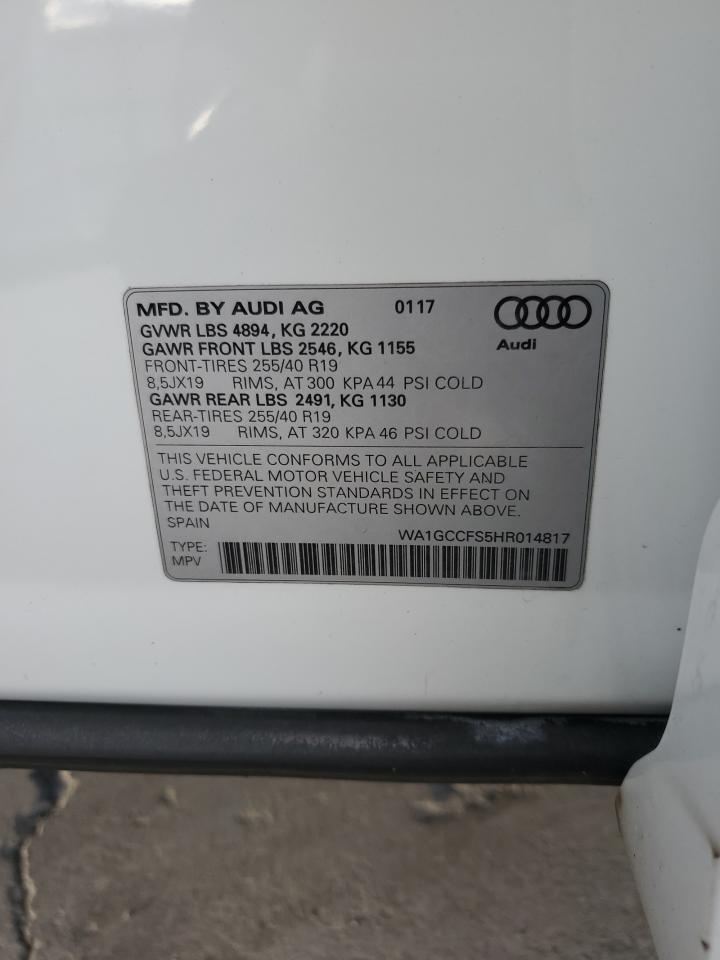 MFD. BY AUDI AG 0117
GVWR LBS 4894, KG 2220
GAWR FRONT LBS 2546, KG 1155
Audi
FRONT-TIRES 255/40 R19
8,5JX19 RIMS, AT 300 KPA 44 PSI COLD
GAWR REAR LBS 2491, KG 1130
REAR-TIRES 255/40 R19
8,5JX19 RIMS, AT 320 KPA 46 PSI COLD
THIS VEHICLE CONFORMS TO ALL APPLICABLE
U.S. FEDERAL MOTOR VEHICLE SAFETY AND
THEFT PREVENTION STANDARDS IN EFFECT ON
THE DATE OF MANUFACTURE SHOWN ABOVE.
SPAIN WA1GCCFS5HR014817
TYPE:
MPV